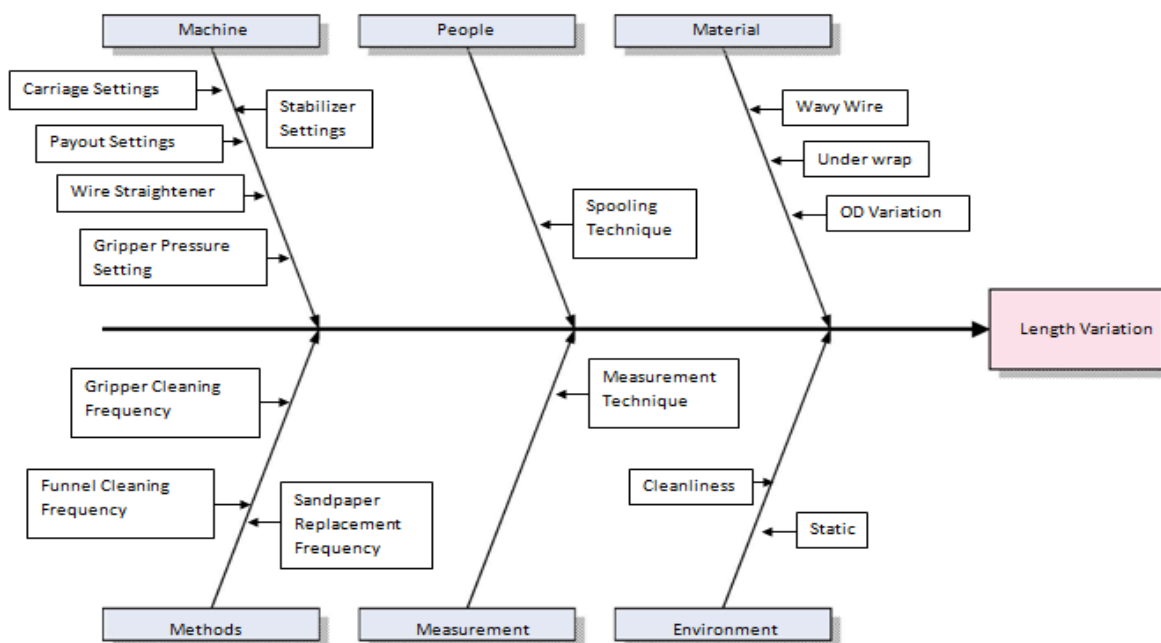 Machine
People
Material
Carriage Settings
Stabilizer
Settings
Wavy Wire
Payout Settings
Under wrap
Wire Straightener
Spooling
Technique
OD Variation
Gripper Pressure
Setting
Length Variation
Gripper Cleaning
Frequency
Measurement
Technique
Funnel Cleaning
Frequency
Sandpaper
Replacement
Frequency
Cleanliness
Static
Methods
Measurement
Environment